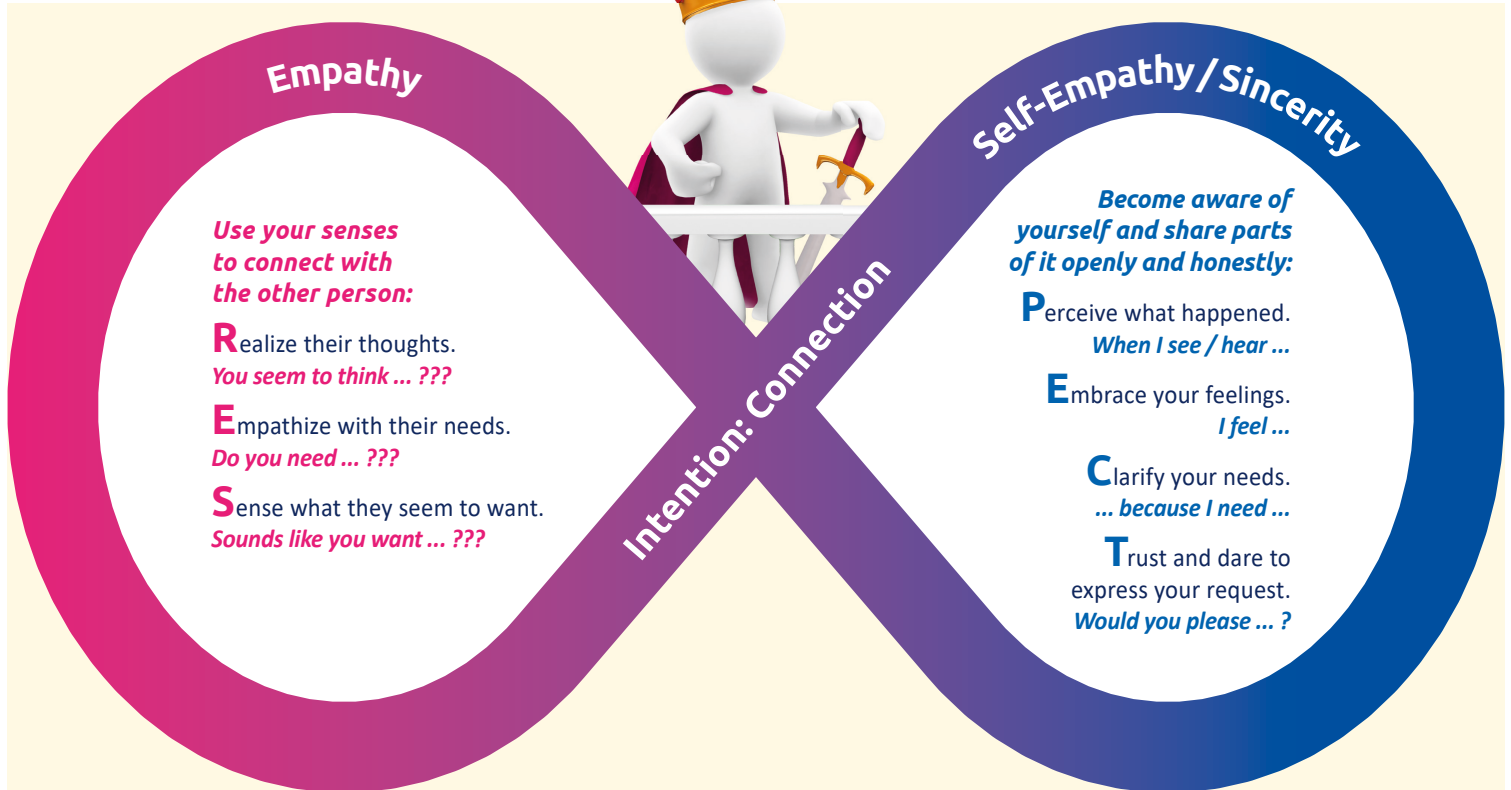 Empathy
Use your senses
to connect with
the other person:
Realize their thoughts.
You seem to think ... ???
Empathize with their needs.
Do you need ... ???
Sense what they seem to want.
Sounds like you want ... ???
Intention: Connection
Self-Empathy / Sincerity
Become aware of
yourself and share parts
of it openly and honestly:
Perceive what happened.
When I see / hear ...
Embrace your feelings.
I feel ...
Clarify your needs.
... because I need ...
Trust and dare to
express your request.
Would you please ... ?